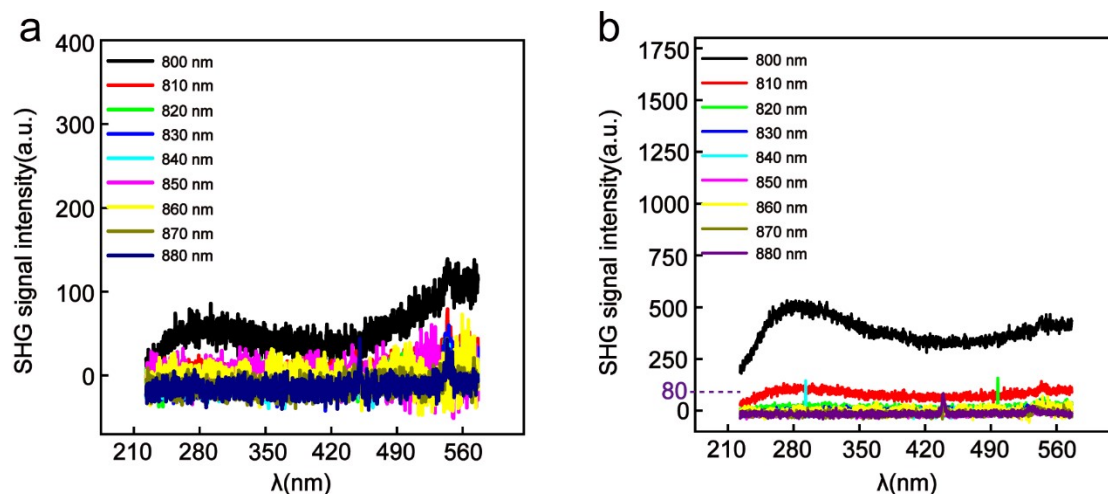 a
400
300
200
100
0
SHG signal intensity(a.u.)
800 nm
810 nm
820 nm
830 nm
840 nm
850 nm
860 nm
870 nm
880 nm
210 280 350 420 490 560
λ(nm)
b
1750
1500
1250
1000
750
500
250
80
0
SHG signal intensity(a.u.)
800 nm
810 nm
820 nm
830 nm
840 nm
850 nm
860 nm
870 nm
880 nm
210 280 350 420 490 560
λ(nm)